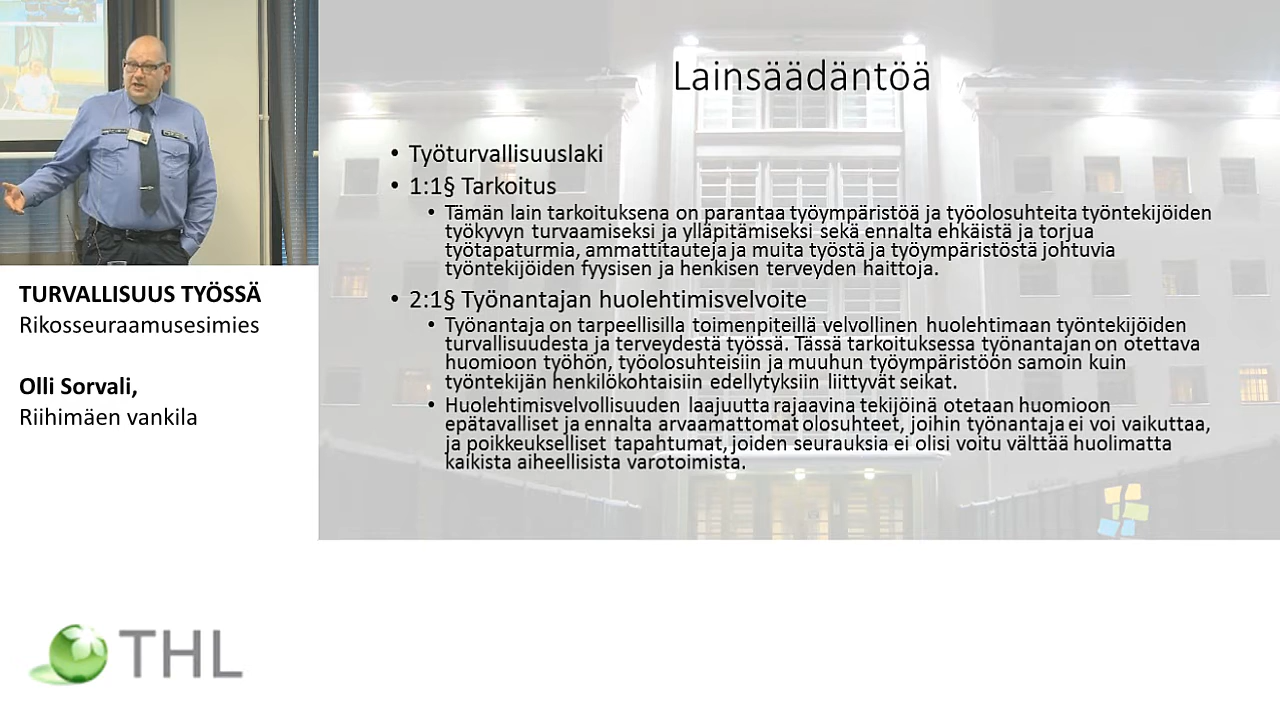 TURVALLISUUS TYÖSSÄ
Rikosseuraamusesimies
Olli Sorvali,
Riihimäen vankila
THL
Lainsäädäntöä
• Työturvallisuuslaki
• 1:1§ Tarkoitus
• Tämän lain tarkoituksena on parantaa työympäristöä ja työolosuhteita työntekijöiden
työkyvyn turvaamiseksi ja ylläpitämiseksi sekä ennalta ehkäistä ja torjua
työtapaturmia, ammattitauteja ja muita työstä ja työympäristöstä johtuvia
työntekijöiden fyysisen ja henkisen terveyden haittoja.
• 2:1§ Työnantajan huolehtimisvelvoite
• Työnantaja on tarpeellisilla toimenpiteillä velvollinen huolehtimaan työntekijöiden
turvallisuudesta ja terveydestä työssä. Tässä tarkoituksessa työnantajan on otettava
huomioon työhön, työolosuhteisiin ja muuhun työympäristöön samoin kuin
työntekijän henkilökohtaisiin edellytyksiin liittyvät seikat.
• Huolehtimisvelvollisuuden laajuutta rajaavina tekijöinä otetaan huomioon
epätavalliset ja ennalta arvaamattomat olosuhteet, joihin työnantaja ei voi vaikuttaa,
ja poikkeukselliset tapahtumat, joiden seurauksia ei olisi voitu välttää huolimatta
kaikista aiheellisista varotoimista.